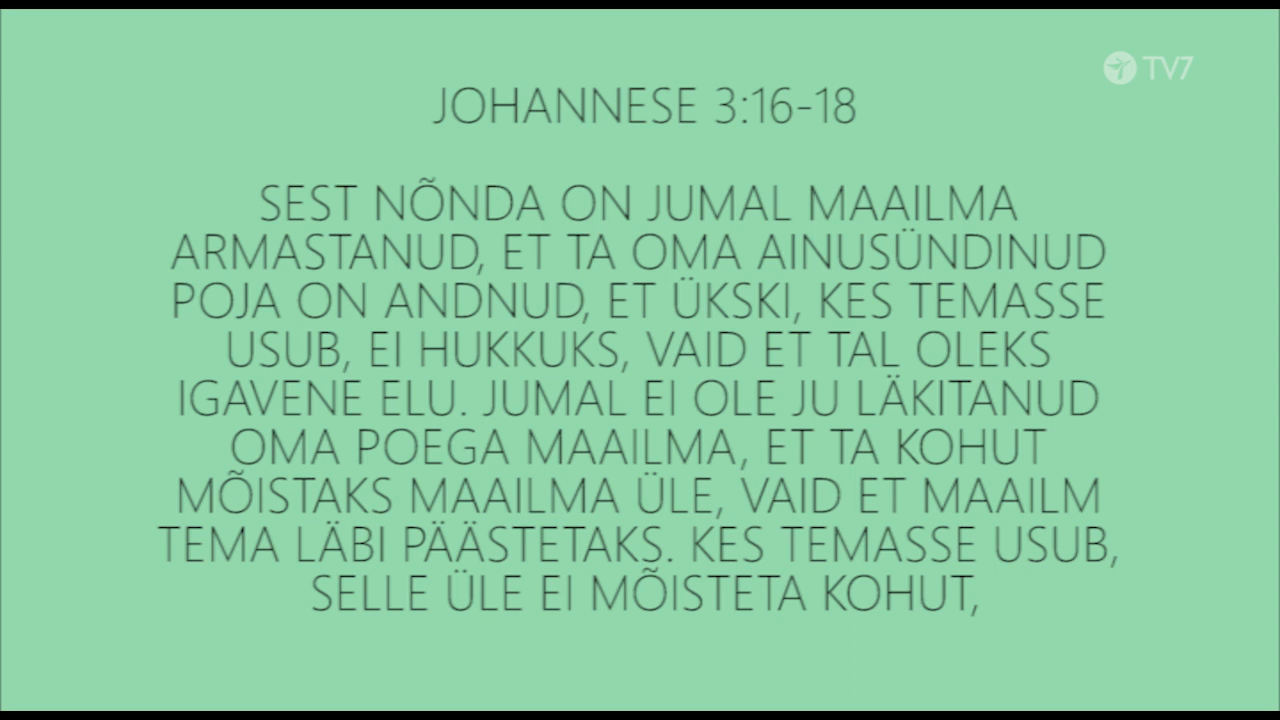 TV7
JOHANNESE 3:16-18
SEST NÕNDA ON JUMAL MAAILMA
ARMASTANUD, ET TA OMA AINUSÜNDINUD
POJA ON ANDNUD, ET ÜKSKI, KES TEMASSE
USUB, EI HUKKUKS, VAID ET TAL OLEKS
IGAVENE ELU. JUMAL EI OLE JU LÄKITANUD
OMA POEGA MAAILMA, ET TA KOHUT
MÕISTAKS MAAILMA ÜLE, VAID ET MAAILM
TEMA LÄBI PÄÄSTETAKS. KES TEMASSE USUB,
SELLE ÜLE EI MÕISTETA KOHUT,